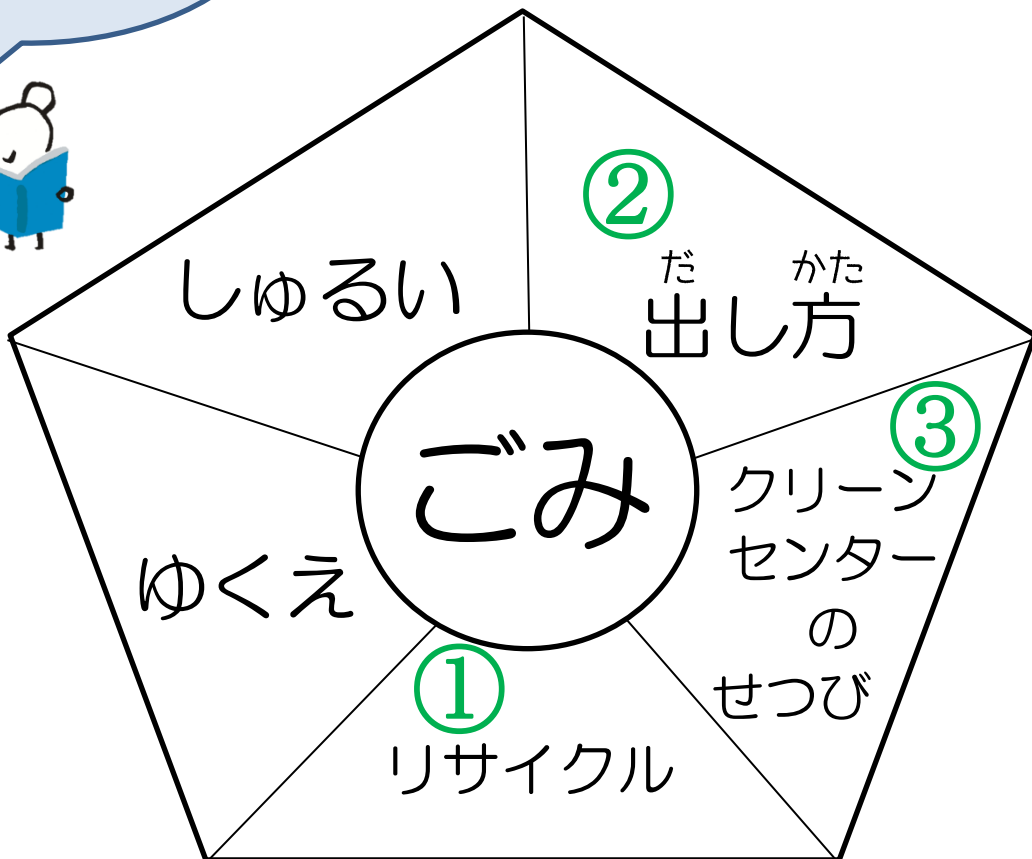 しゅるい
②
だ かた
出し方
③
クリーン
センター
の
せつび
ごみ
ゆくえ
①
リサイクル